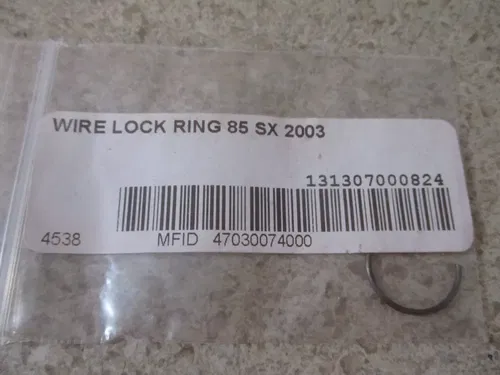 WIRE LOCK RING 85 SX 2003
131307000824
4538 MFID 47030074000